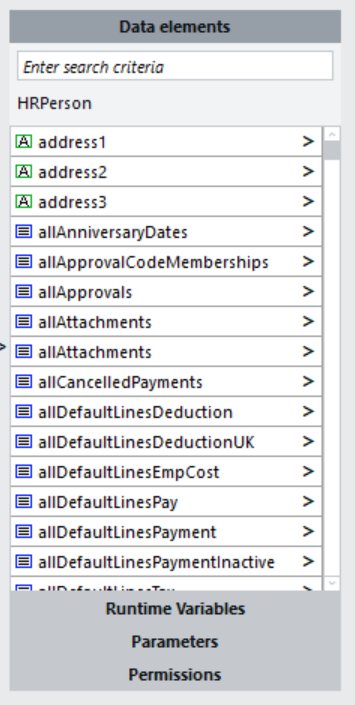 Data elements
Enter search criteria
HRPerson
A address1 >
A address2 >
A address3 >
allAnniversaryDates >
allApprovalCodeMemberships >
allApprovals >
allAttachments >
allAttachments >
allCancelledPayments >
allDefaultLinesDeduction >
allDefaultLinesDeductionUK >
allDefaultLinesEmpCost >
allDefaultLinesPay >
allDefaultLinesPayment >
allDefaultLinesPaymentInactive >
Runtime Variables
Parameters
Permissions